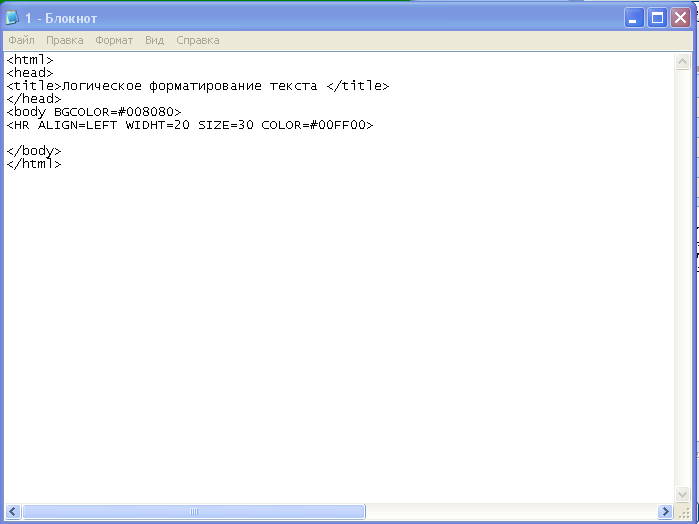 1 - Блокнот
Файл Правка Формат Вид Справка
<html>
<head>
<title>Логическое форматирование текста </title>
</head>
<body BGCOLOR=#008080>
<HR ALIGN=LEFT WIDHT=20 SIZE=30 COLOR=#00FF00>
</body>
</html>